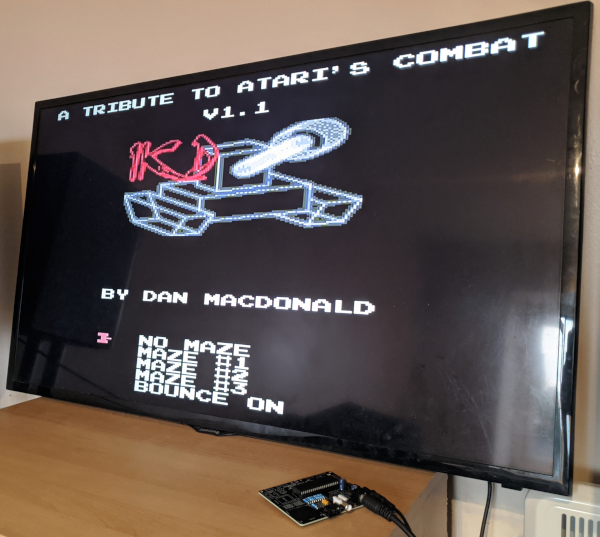 A TRIBUTE TO ATARI'S COMBAT
V1.1
KD
BY DAN MACDONALD
NO MAZE
MAZE #1
MAZE #2
MAZE #3
BOUNCE ON